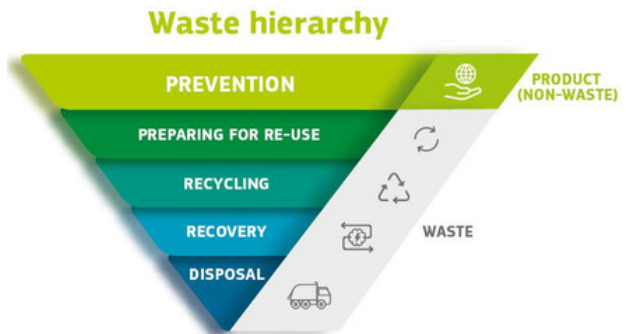 Waste hierarchy
PREVENTION
PRODUCT
(NON-WASTE)
PREPARING FOR RE-USE
RECYCLING
RECOVERY
WASTE
DISPOSAL